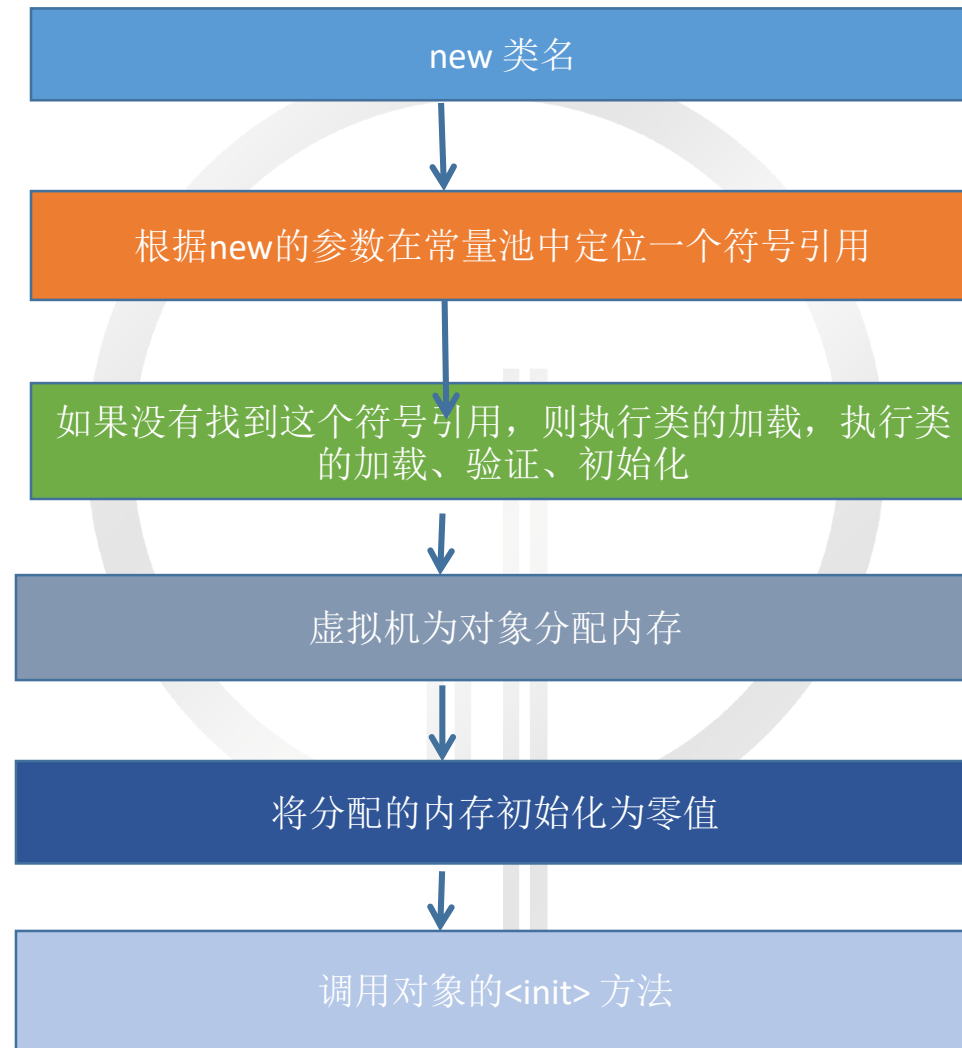 new 类名
根据new的参数在常量池中定位一个符号引用
如果没有找到这个符号引用，则执行类的加载，执行类
的加载、验证、初始化
虚拟机为对象分配内存
将分配的内存初始化为零值
调用对象的<init> 方法